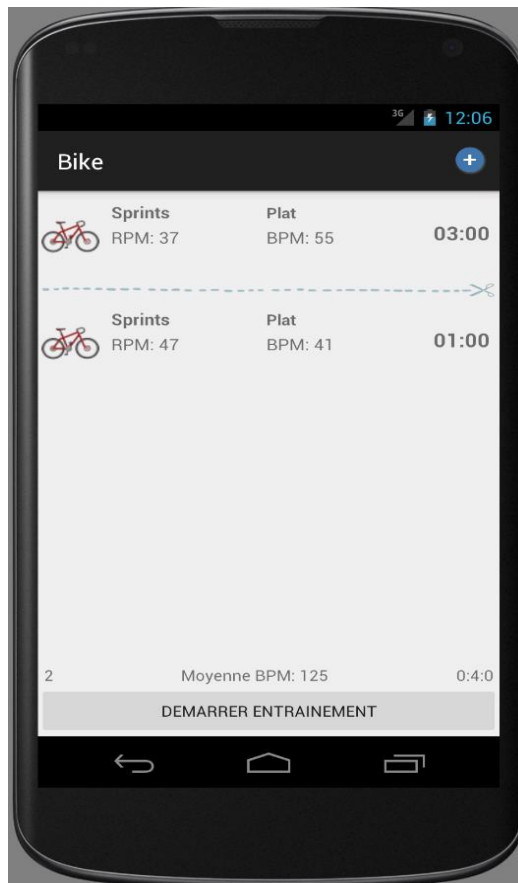 3G 12:06
Bike
Sprints Plat
RPM: 37 BPM: 55 03:00
Sprints Plat
RPM: 47 BPM: 41 01:00
2 Moyenne BPM: 125 0:4:0
DEMARRER ENTRAINEMENT